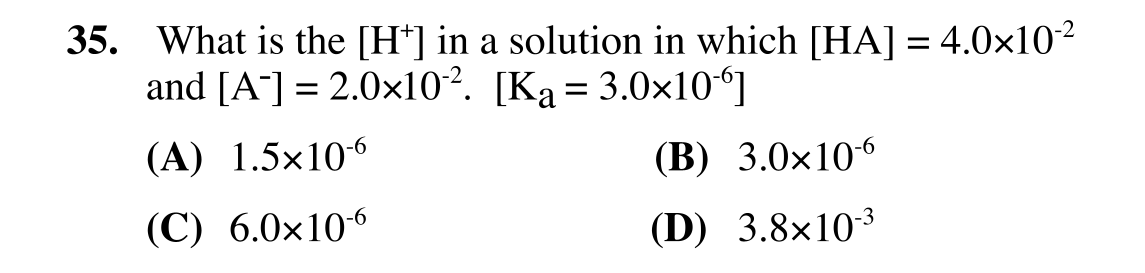 35. What is the [H⁺] in a solution in which [HA] = 4.0×10⁻²
and [A⁻] = 2.0×10⁻². [Kₐ = 3.0×10⁻⁶]
(A) 1.5×10⁻⁶ (B) 3.0×10⁻⁶
(C) 6.0×10⁻⁶ (D) 3.8×10⁻³